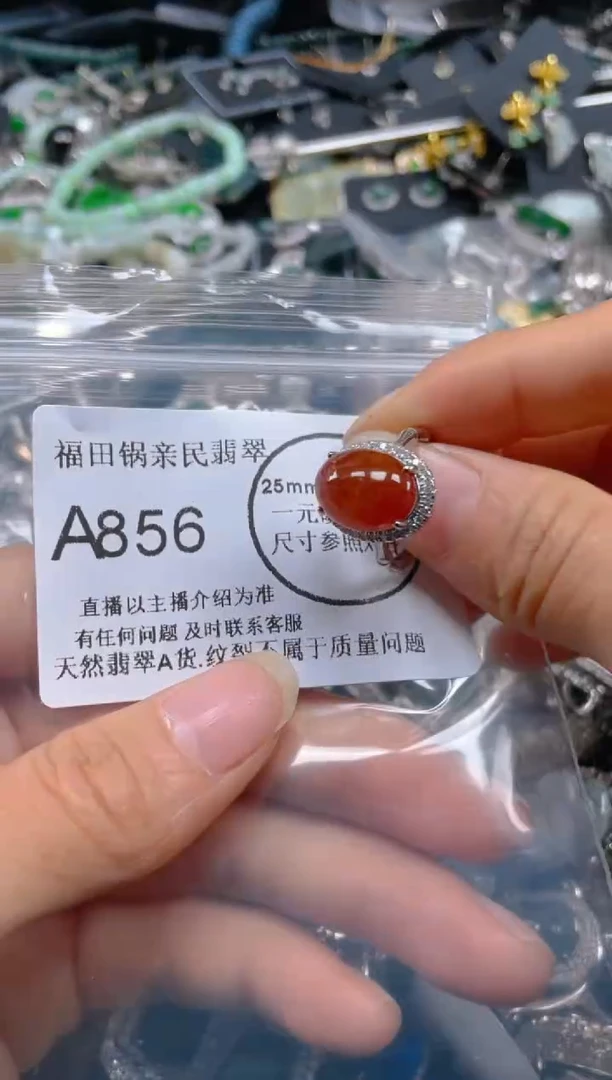 福田锅亲民翡翠
A856
25mm
一元
尺寸参照
直播以主播介绍为准
有任何问题 及时联系客服
天然翡翠A货.纹裂不属于质量问题